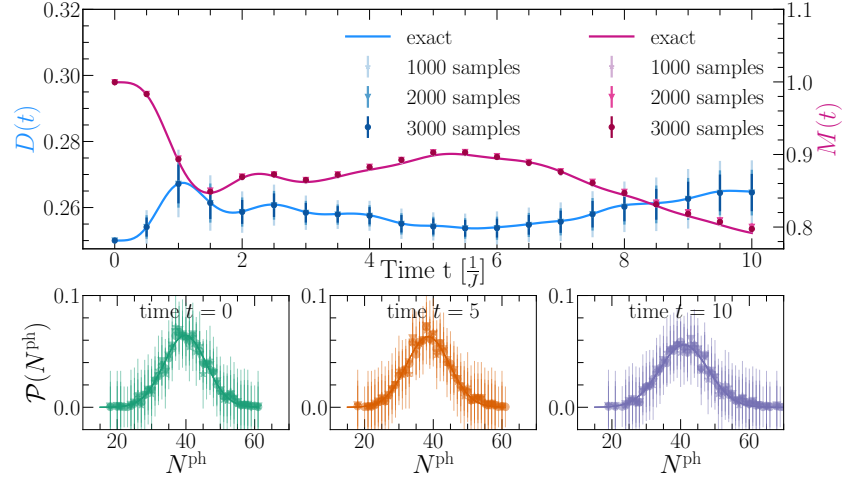 0.32
1.1
exact
exact
1000 samples
1000 samples
0.30
1.0
2000 samples
2000 samples
D(t)
M(t)
3000 samples
3000 samples
0.28
0.9
0.26
0.8
0 2 4 6 8 10
Time t [1/J]
0.1
0.1
0.1
time t = 0
time t = 5
time t = 10
P(N^ph)
0.0
0.0
0.0
20 40 60
20 40 60
20 40 60
N^ph
N^ph
N^ph